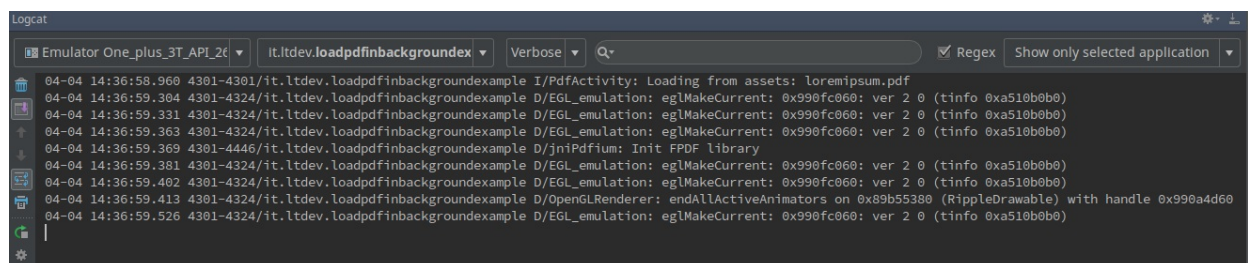 Logcat
Emulator One_plus_3T_API_26 It.ltdev.loadpdfinbackgroundex Verbose Regex Show only selected application
04-04 14:36:58.960 4301-4301/it.ltdev.loadpdfinbackgroundexample I/PdfActivity: Loading from assets: loremipsum.pdf
04-04 14:36:59.304 4301-4324/it.ltdev.loadpdfinbackgroundexample D/EGL_emulation: eglMakeCurrent: 0x990fc060: ver 2 0 (tinfo 0xa510b0b0)
04-04 14:36:59.331 4301-4324/it.ltdev.loadpdfinbackgroundexample D/EGL_emulation: eglMakeCurrent: 0x990fc060: ver 2 0 (tinfo 0xa510b0b0)
04-04 14:36:59.363 4301-4324/it.ltdev.loadpdfinbackgroundexample D/EGL_emulation: eglMakeCurrent: 0x990fc060: ver 2 0 (tinfo 0xa510b0b0)
04-04 14:36:59.369 4301-4446/it.ltdev.loadpdfinbackgroundexample D/jniPdfium: Init FPDF library
04-04 14:36:59.381 4301-4324/it.ltdev.loadpdfinbackgroundexample D/EGL_emulation: eglMakeCurrent: 0x990fc060: ver 2 0 (tinfo 0xa510b0b0)
04-04 14:36:59.402 4301-4324/it.ltdev.loadpdfinbackgroundexample D/EGL_emulation: eglMakeCurrent: 0x990fc060: ver 2 0 (tinfo 0xa510b0b0)
04-04 14:36:59.413 4301-4324/it.ltdev.loadpdfinbackgroundexample D/OpenGLRenderer: endAllActiveAnimators on 0x89b55380 (RippleDrawable) with handle 0x990a4d60
04-04 14:36:59.526 4301-4324/it.ltdev.loadpdfinbackgroundexample D/EGL_emulation: eglMakeCurrent: 0x990fc060: ver 2 0 (tinfo 0xa510b0b0)